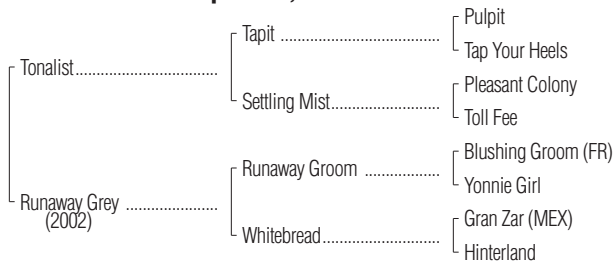 Pulpit
Tapit ........................................
Tap Your Heels
Tonalist....................................
Pleasant Colony
Settling Mist...........................
Toll Fee
Blushing Groom (FR)
Runaway Groom ...................
Yonnie Girl
Runaway Grey .......................
(2002)
Gran Zar (MEX)
Whitebread.............................
Hinterland